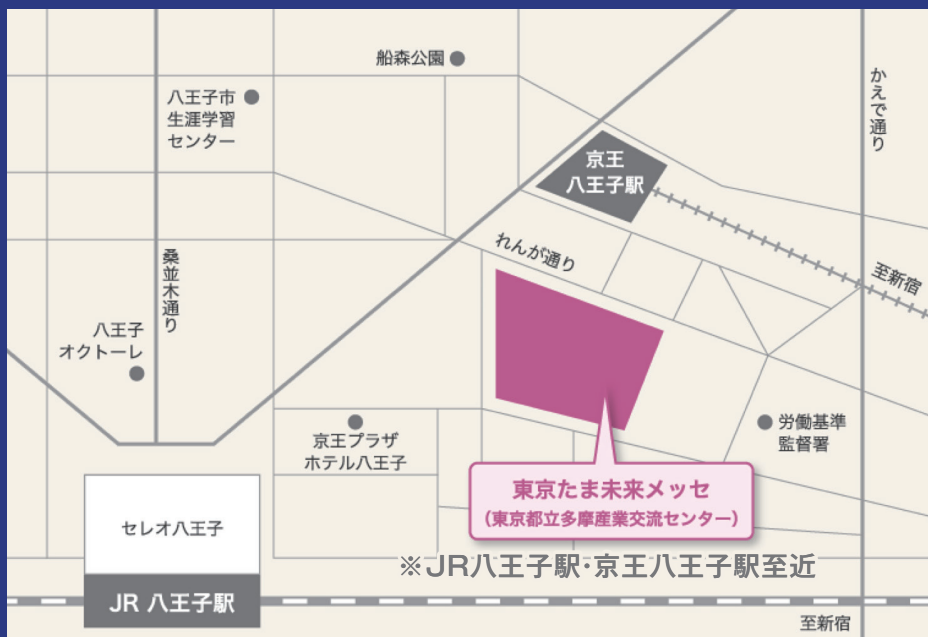 船森公園
八王子市
生涯学習
センター
かえで通り
京王
八王子駅
れんが通り
桑並木通り
至新宿
八王子
オクトーレ
京王プラザ
ホテル八王子
労働基準
監督署
東京たま未来メッセ
(東京都立多摩産業交流センター)
セレオ八王子
※JR八王子駅・京王八王子駅至近
JR 八王子駅
至新宿